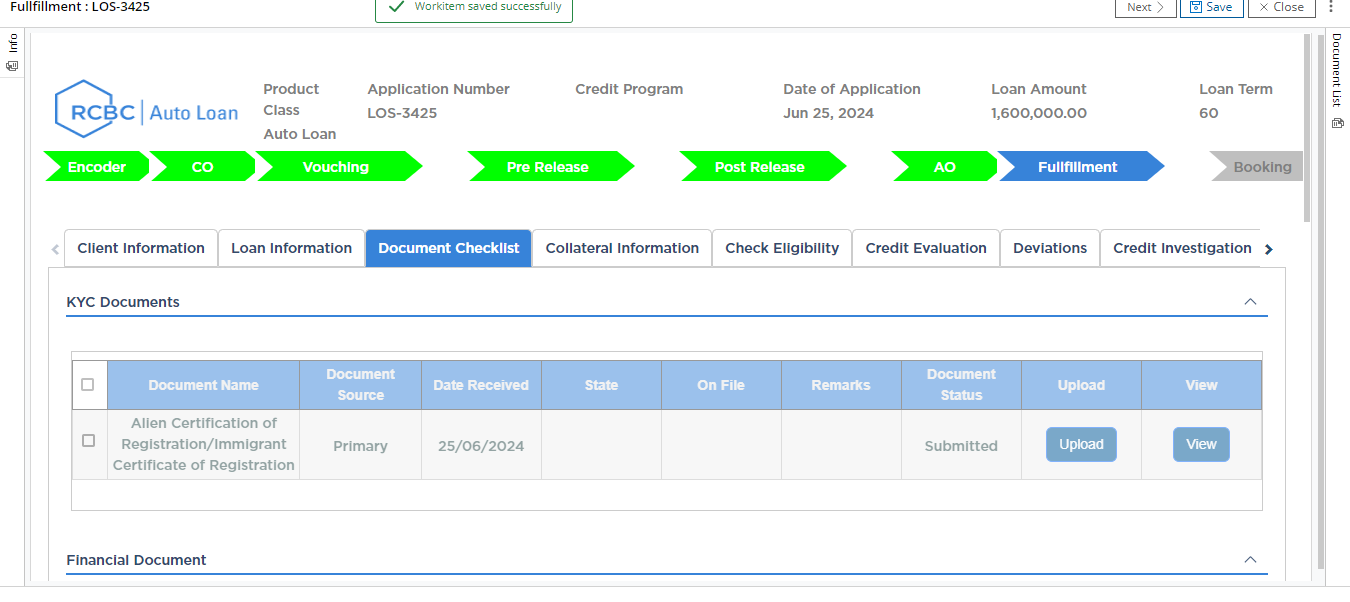 Fullfillment : LOS-3425
Workitem saved successfully
Next
Save
Close
Info
Document List
RCBC Auto Loan
Product
Class
Auto Loan
Application Number
LOS-3425
Credit Program
Date of Application
Jun 25, 2024
Loan Amount
1,600,000.00
Loan Term
60
Encoder
CO
Vouching
Pre Release
Post Release
AO
Fullfillment
Booking
Client Information
Loan Information
Document Checklist
Collateral Information
Check Eligibility
Credit Evaluation
Deviations
Credit Investigation
KYC Documents
Document Name
Document
Source
Date Received
State
On File
Remarks
Document
Status
Upload
View
Alien Certification of
Registration/Immigrant
Certificate of Registration
Primary
25/06/2024
Submitted
Upload
View
Financial Document